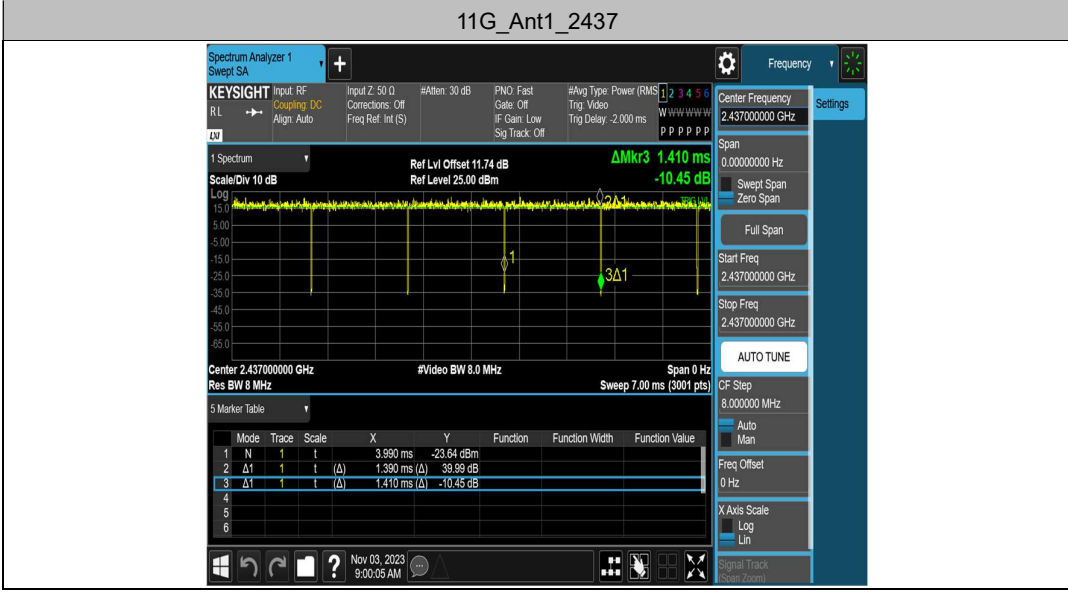 11G_Ant1_2437
Spectrum Analyzer 1
Swept SA
Frequency
KEYSIGHT
RL
LXI
Input: RF
Coupling: DC
Align: Auto
Input Z: 50 Ω
Corrections: Off
Freq Ref: Int (S)
#Atten: 30 dB
PNO: Fast
Gate: Off
IF Gain: Low
Sig Track: Off
#Avg Type: Power (RMS
Trig: Video
Trig Delay: -2.000 ms
1 2 3 4 5 6
W W W W W W
P P P P P P
1 Spectrum
Scale/Div 10 dB
Ref Lvl Offset 11.74 dB
Ref Level 25.00 dBm
ΔMkr3 1.410 ms
-10.45 dB
Log
15.0
5.00
-5.00
-15.0
-25.0
-35.0
-45.0
-55.0
-65.0
2Δ1
TRIG LVL
1
3Δ1
Center 2.437000000 GHz
#Video BW 8.0 MHz
Span 0 Hz
Res BW 8 MHz
Sweep 7.00 ms (3001 pts)
5 Marker Table
Mode Trace Scale X Y Function Function Width Function Value
1 N 1 t 3.990 ms -23.64 dBm
2 Δ1 1 t (Δ) 1.390 ms (Δ) 39.99 dB
3 Δ1 1 t (Δ) 1.410 ms (Δ) -10.45 dB
4
5
6
Nov 03, 2023
9:00:05 AM
Center Frequency
2.437000000 GHz
Settings
Span
0.00000000 Hz
Swept Span
Zero Span
Full Span
Start Freq
2.437000000 GHz
Stop Freq
2.437000000 GHz
AUTO TUNE
CF Step
8.000000 MHz
Auto
Man
Freq Offset
0 Hz
X Axis Scale
Log
Lin
Signal Track
(Span Zoom)